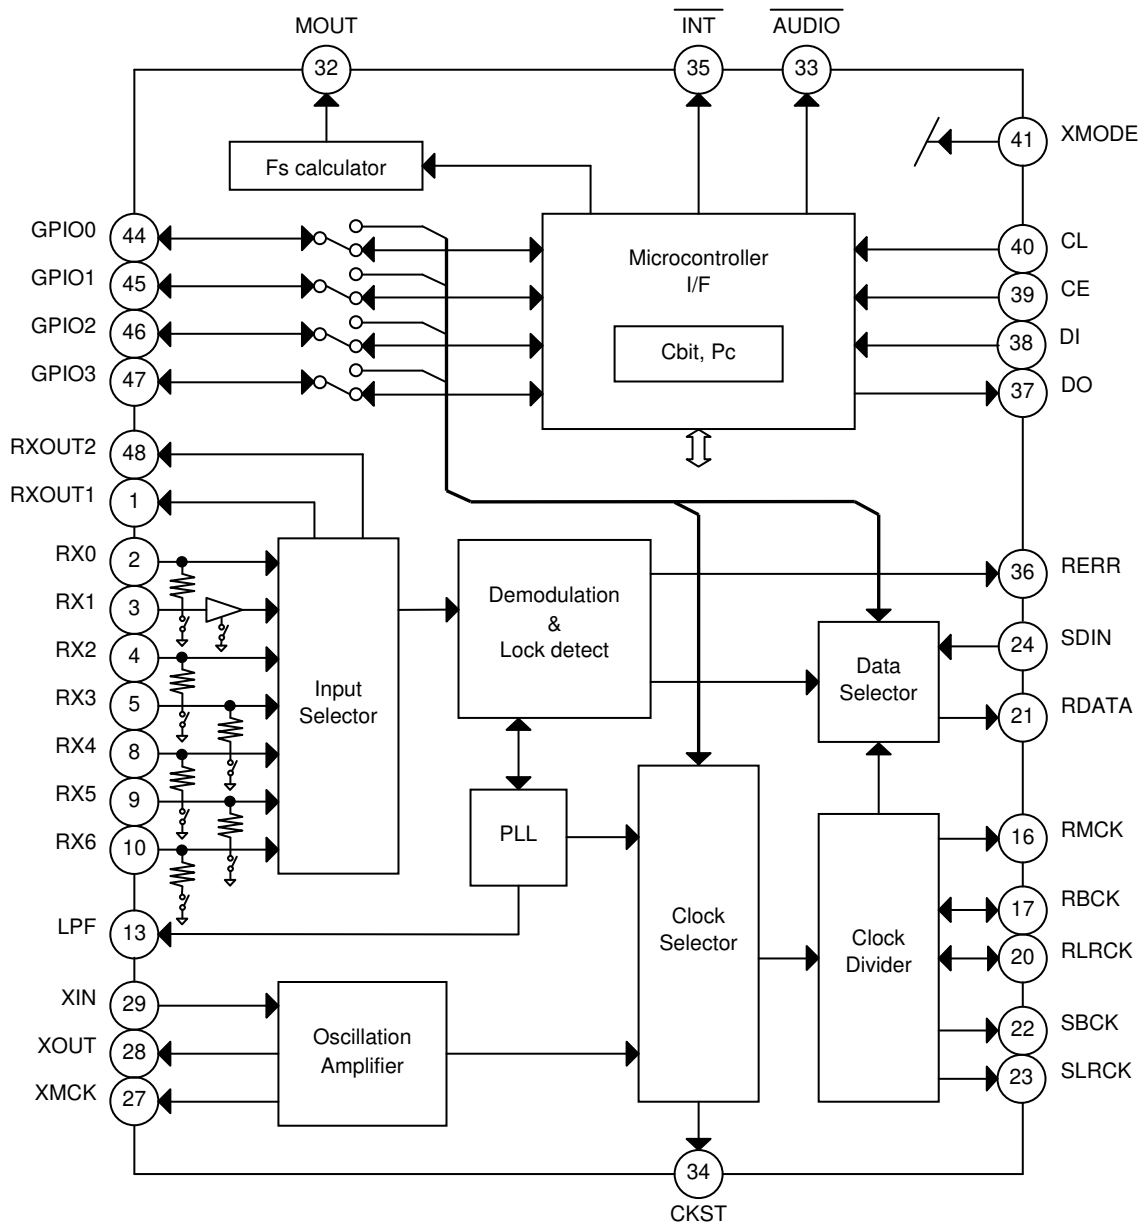 MOUT
INT
AUDIO
32
35
33
41
XMODE
Fs calculator
GPIO0
44
GPIO1
45
GPIO2
46
GPIO3
47
Microcontroller
I/F
Cbit, Pc
40
CL
39
CE
38
DI
37
DO
RXOUT2
48
RXOUT1
1
RX0
2
RX1
3
RX2
4
RX3
5
RX4
8
RX5
9
RX6
10
LPF
13
Input
Selector
Demodulation
&
Lock detect
PLL
36
RERR
24
SDIN
21
RDATA
Data
Selector
Clock
Selector
Clock
Divider
16
RMCK
17
RBCK
20
RLRCK
22
SBCK
23
SLRCK
XIN
29
XOUT
28
XMCK
27
Oscillation
Amplifier
34
CKST